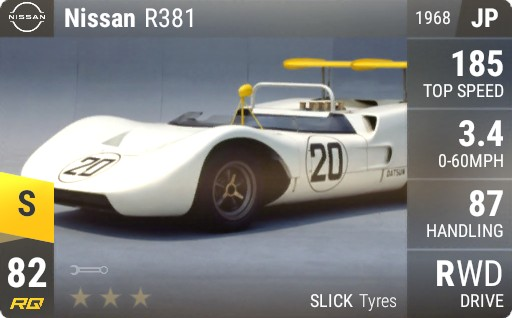 NISSAN
Nissan R381
1968 JP
185
TOP SPEED
3.4
0-60MPH
87
HANDLING
RWD
DRIVE
S
82
RQ
20
20
DATSUN
SLICK Tyres